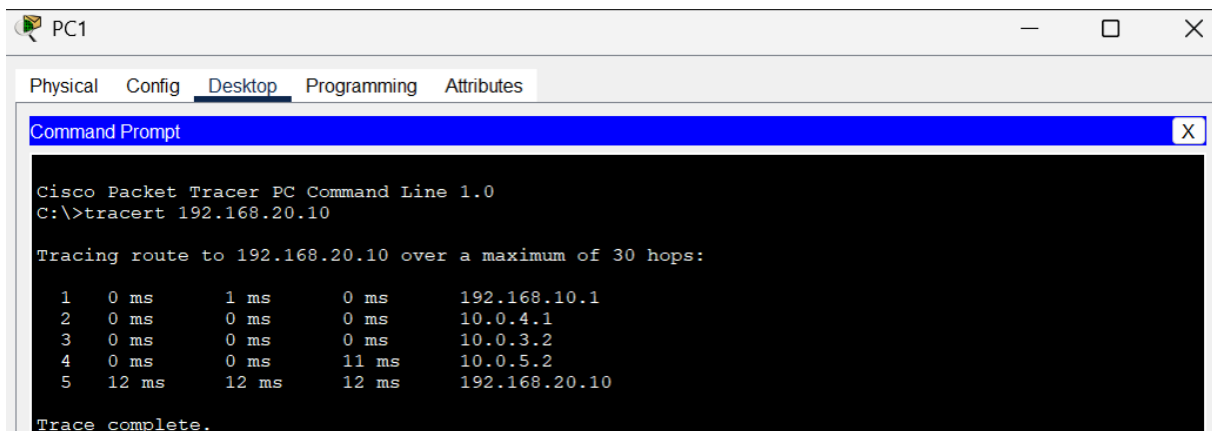 PC1
Physical Config Desktop Programming Attributes
Command Prompt X
Cisco Packet Tracer PC Command Line 1.0
C:\>tracert 192.168.20.10
Tracing route to 192.168.20.10 over a maximum of 30 hops:
1 0 ms 1 ms 0 ms 192.168.10.1
2 0 ms 0 ms 0 ms 10.0.4.1
3 0 ms 0 ms 0 ms 10.0.3.2
4 0 ms 0 ms 11 ms 10.0.5.2
5 12 ms 12 ms 12 ms 192.168.20.10
Trace complete.